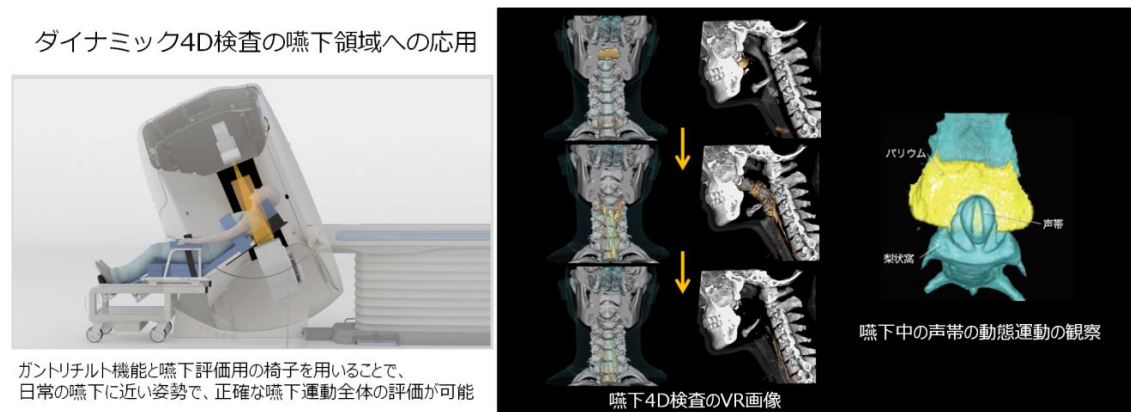 ダイナミック4D検査の嚥下領域への応用
ガントリチルト機能と嚥下評価用の椅子を用いることで、
日常の嚥下に近い姿勢で、正確な嚥下運動全体の評価が可能
嚥下4D検査のVR画像
バリウム
声帯
梨状窩
嚥下中の声帯の動態運動の観察